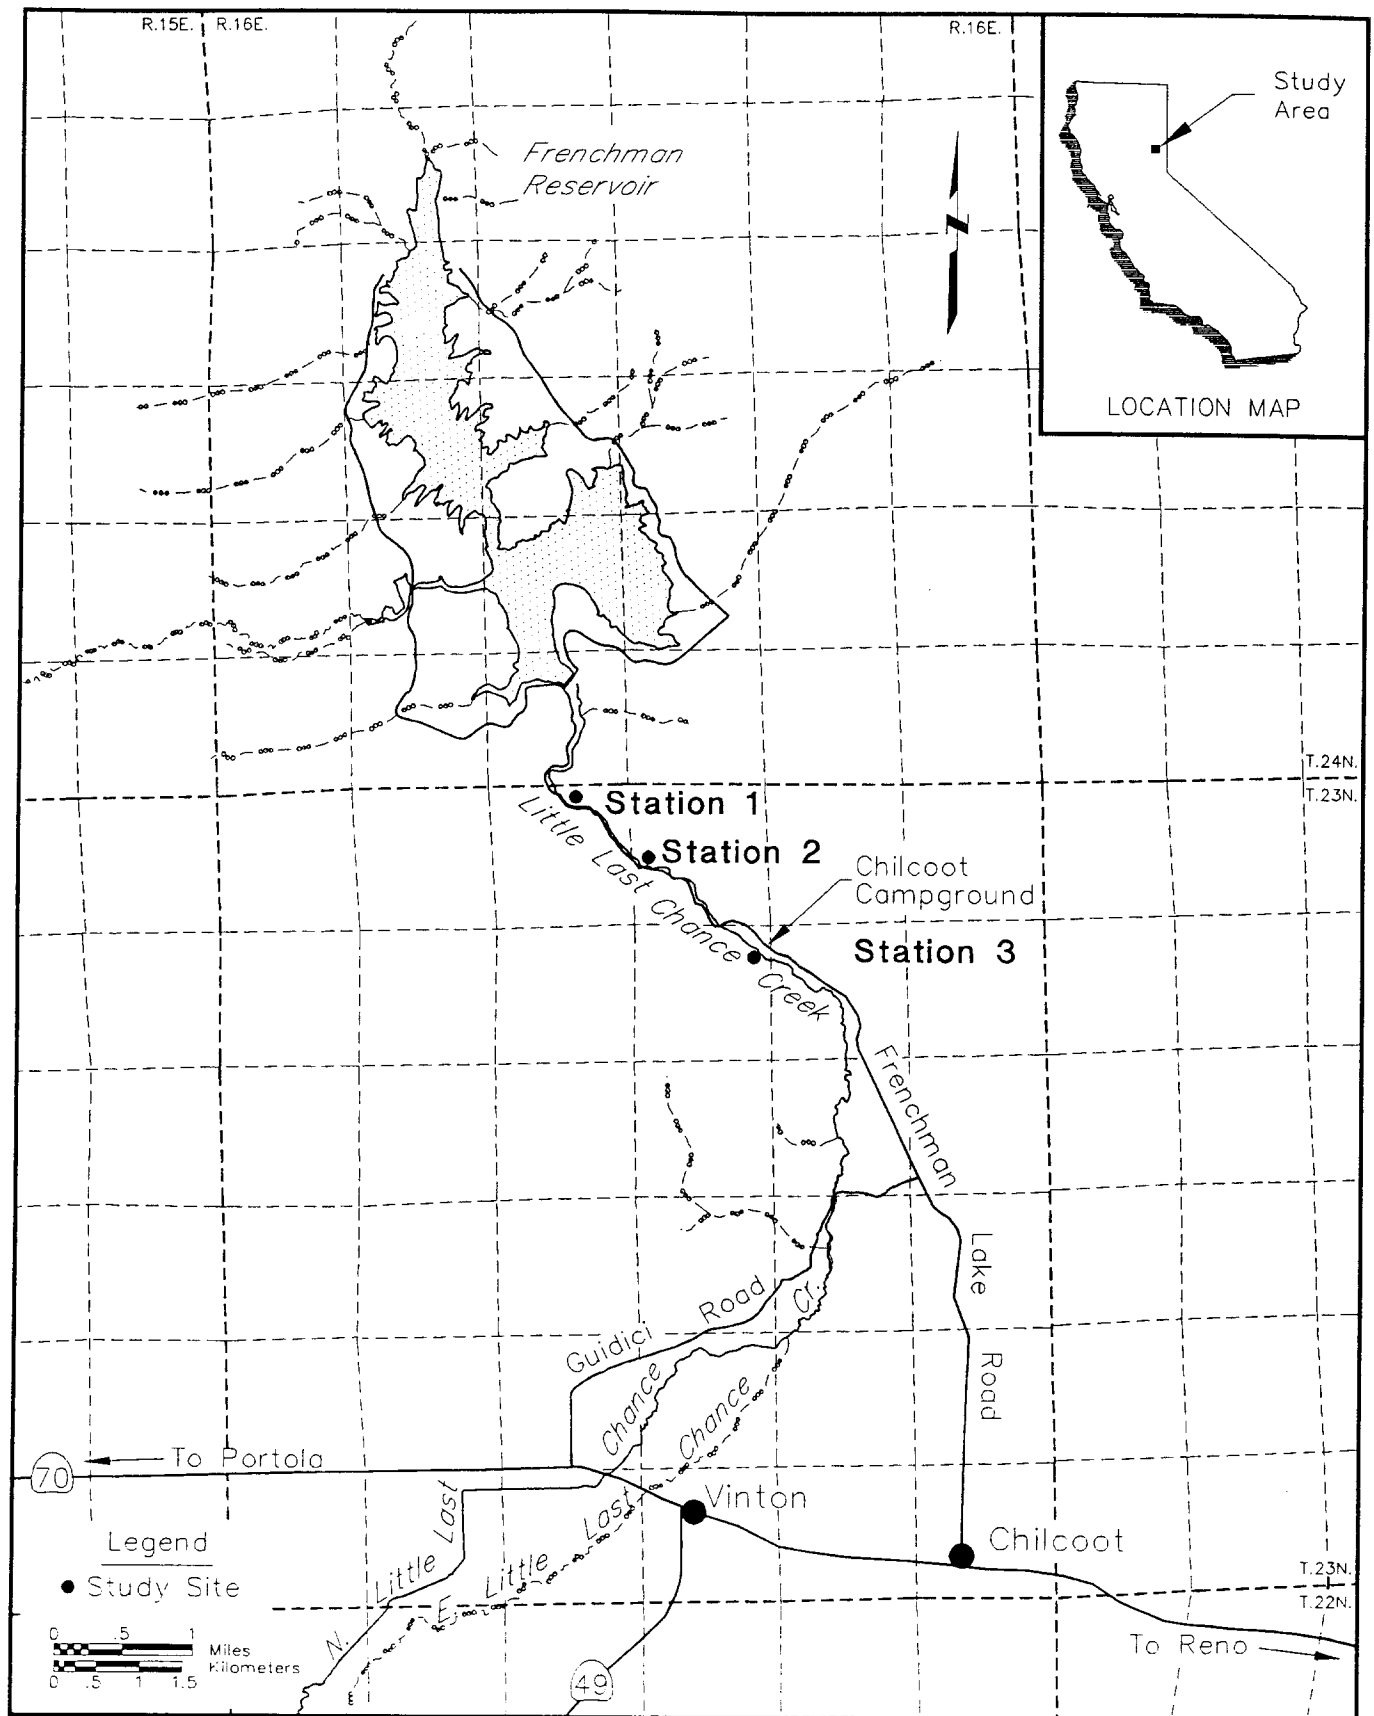 R.15E. R.16E.
R.16E.
Study
Area
LOCATION MAP
Frenchman
Reservoir
N
T.24N.
T.23N.
Station 1
Station 2
Little Last Chance Creek
Chilcoot
Campground
Station 3
Frenchman Lake Road
Guidici Road
N. Little Last Chance Cr.
E. Little Last Chance
70
To Portola
Vinton
Chilcoot
Legend
Study Site
0 .5 1
Miles
Kilometers
0 .5 1 1.5
49
T.23N.
T.22N.
To Reno